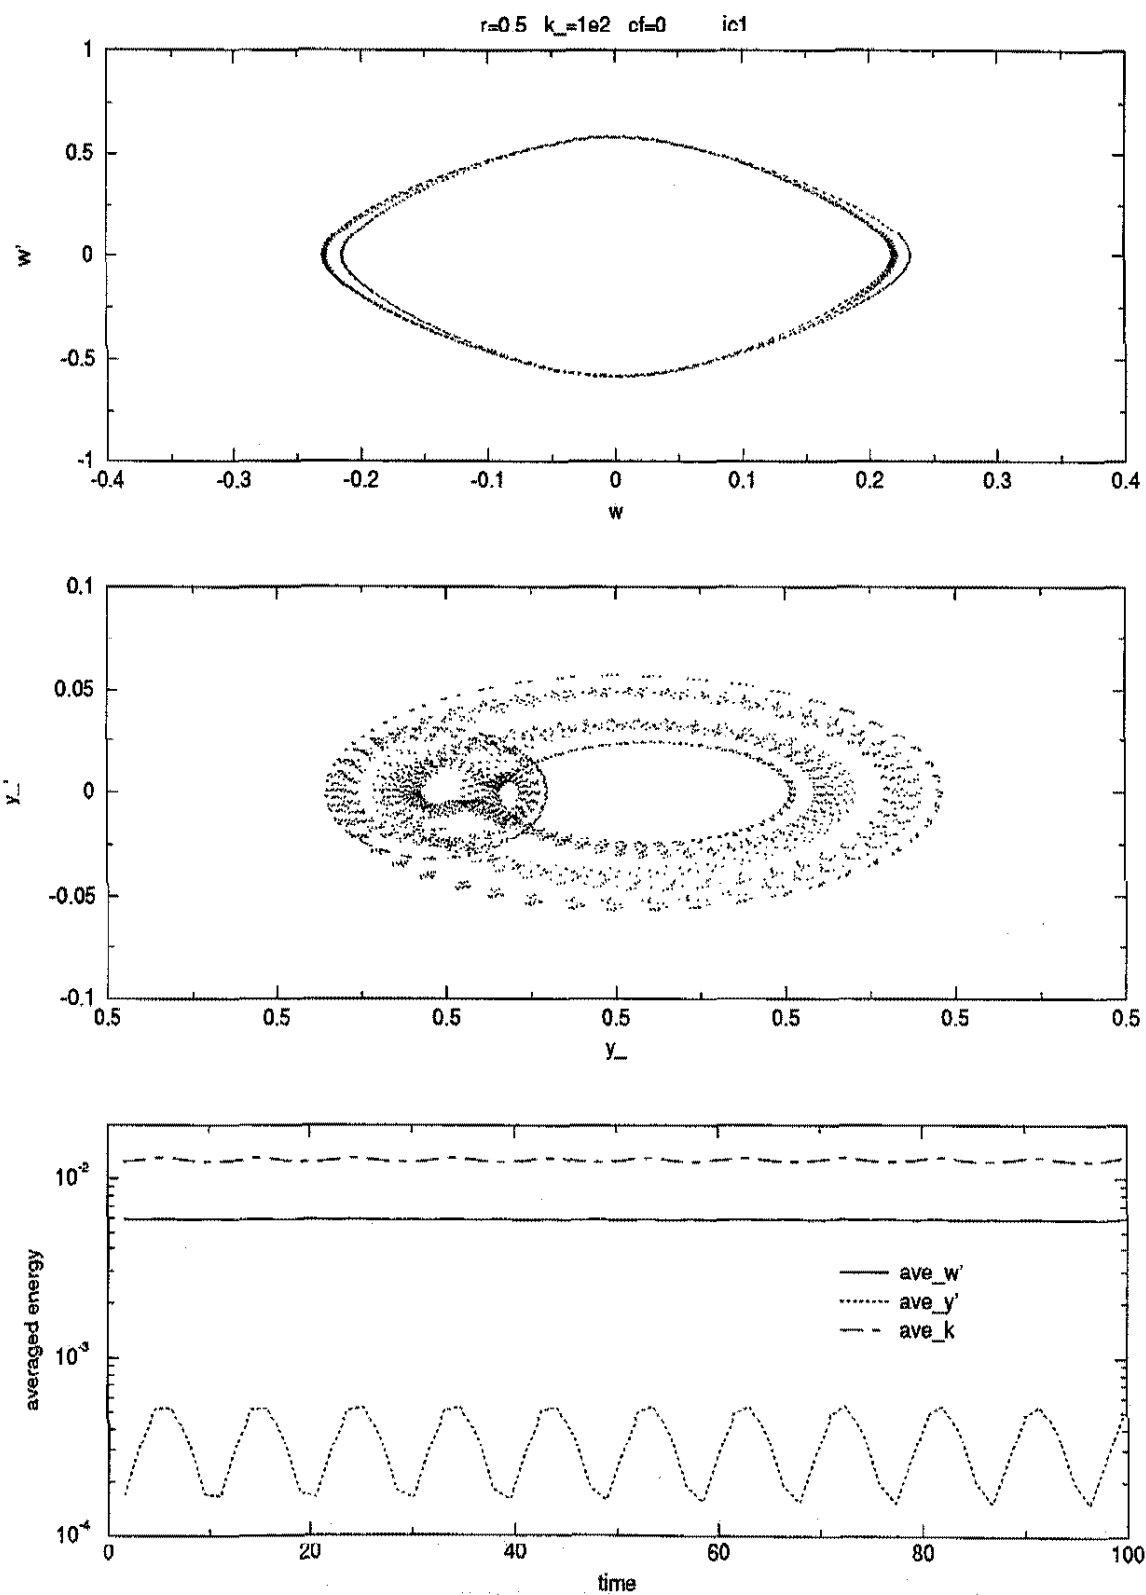 r=0.5 k_=1e2 cf=0 ic1
1
0.5
0
-0.5
-1
w'
-0.4 -0.3 -0.2 -0.1 0 0.1 0.2 0.3 0.4
w
0.1
0.05
0
-0.05
-0.1
y_'
0.5 0.5 0.5 0.5 0.5 0.5 0.5
y_
10^-2
10^-3
10^-4
averaged energy
ave_w'
ave_y'
ave_k
0 20 40 60 80 100
time